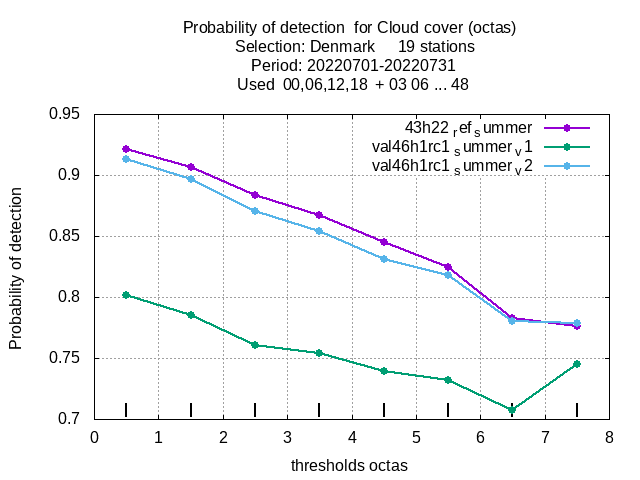 Probability of detection  for Cloud cover (octas)
Selection: Denmark     19 stations
Period: 20220701-20220731
Used  00,06,12,18  + 03 06 ... 48
43h22 ref summer
val46h1rc1 summer v1
val46h1rc1 summer v2
Probability of detection
0.95
0.9
0.85
0.8
0.75
0.7
0 1 2 3 4 5 6 7 8
thresholds octas